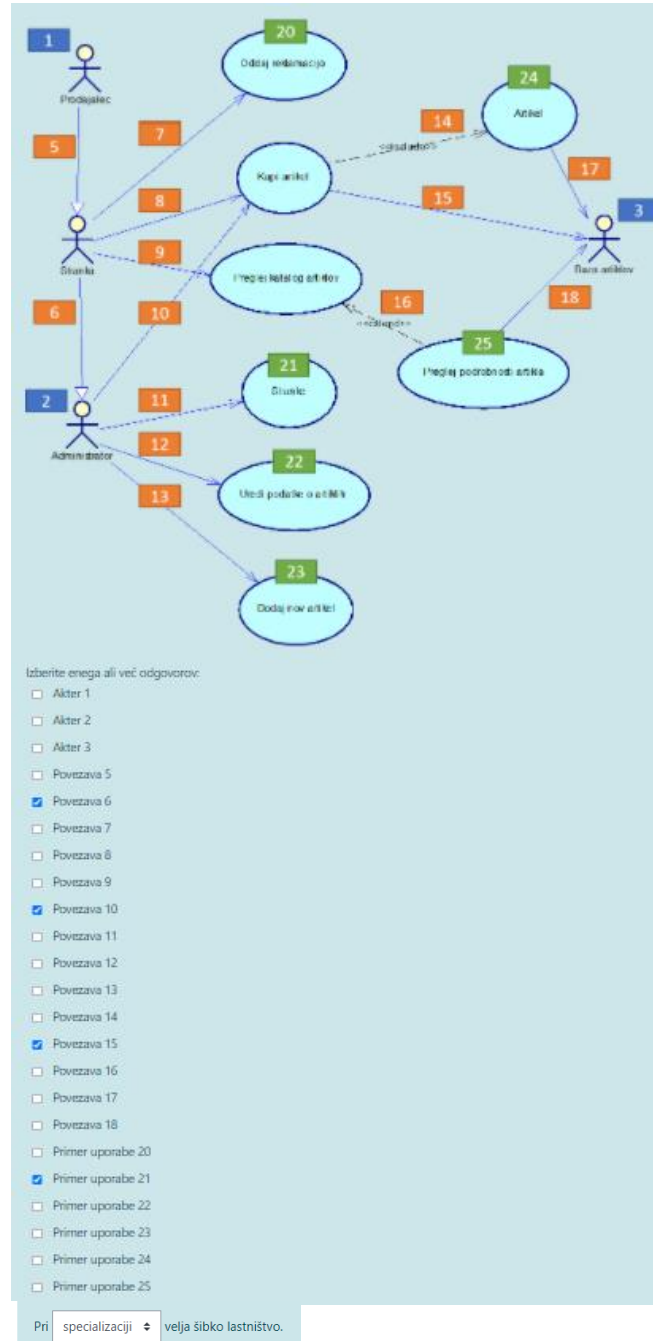 20
1
Oddaj reklamacijo
24
Prodajalec
14
Artikel
7
5
Kupi artikel
17
8
15
3
9
Stranka
Baza artiklov
Preglej katalog artiklov
16
18
6
10
25
21
Preglej podrobnosti artikla
2
11
12
Administrator
22
13
Uredi podatke o artiklih
23
Dodaj nov artikel
Izberite enega ali več odgovorov:
Akter 1
Akter 2
Akter 3
Povezava 5
Povezava 6
Povezava 7
Povezava 8
Povezava 9
Povezava 10
Povezava 11
Povezava 12
Povezava 13
Povezava 14
Povezava 15
Povezava 16
Povezava 17
Povezava 18
Primer uporabe 20
Primer uporabe 21
Primer uporabe 22
Primer uporabe 23
Primer uporabe 24
Primer uporabe 25
Pri specializaciji velja šibko lastništvo.